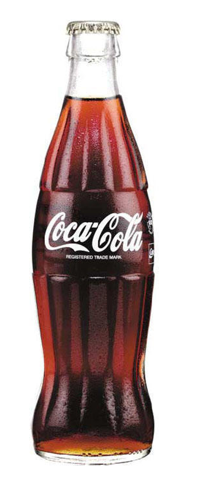 Coca-Cola
REGISTERED TRADE MARK